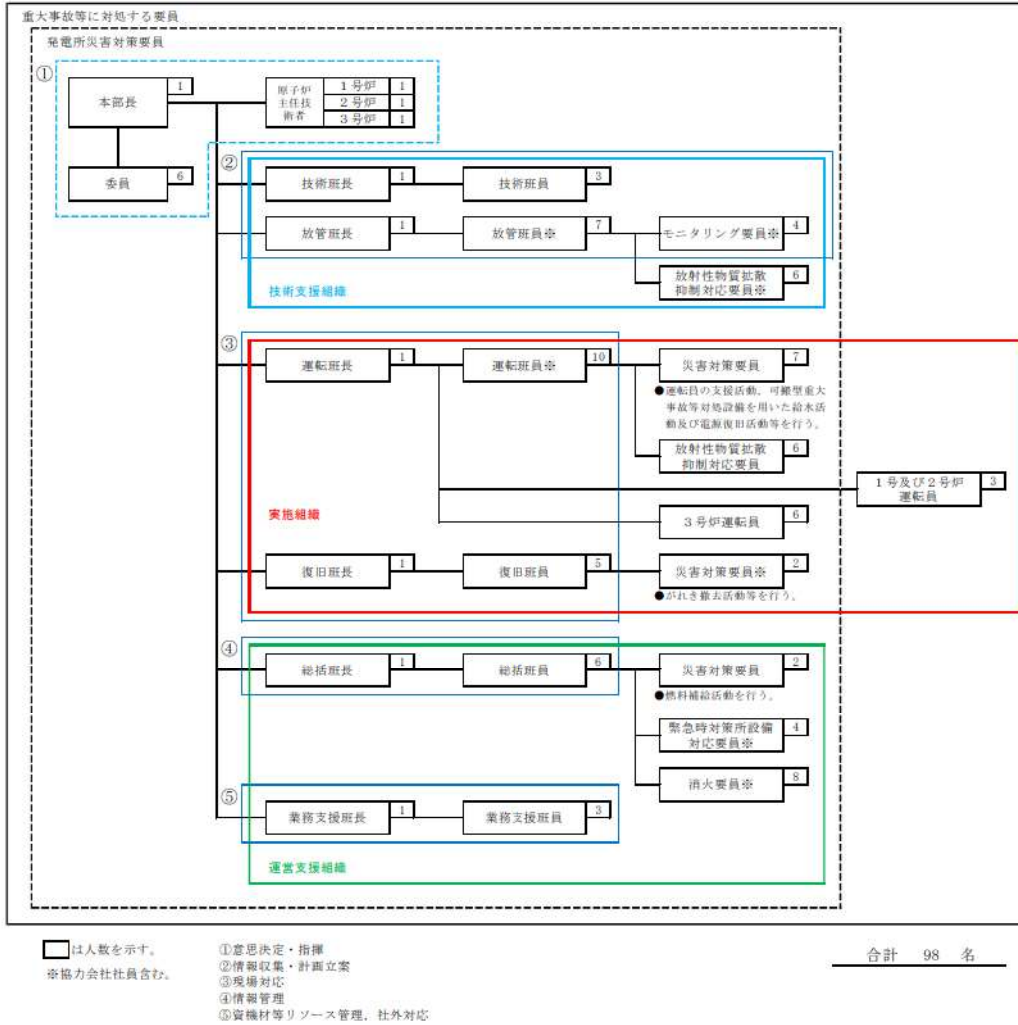 重大事故等に対処する要員
発電所災害対策要員
①
本部長
1
原子炉
主任技
術者
1号炉
1
2号炉
1
3号炉
1
委員
6
②
技術班長
1
技術班員
3
放管班長
1
放管班員※
7
モニタリング要員※
4
放射性物質拡散
抑制対応要員※
6
技術支援組織
③
運転班長
1
運転班員※
10
災害対策要員
7
●運転員の支援活動、可搬型重大
事故等対処設備を用いた給水活
動及び電源復旧活動等を行う。
放射性物質拡散
抑制対応要員
6
1号及び2号炉
運転員
3
実施組織
3号炉運転員
6
復旧班長
1
復旧班員
5
災害対策要員※
2
●がれき撤去活動等を行う。
④
総括班長
1
総括班員
6
災害対策要員
2
●燃料補給活動を行う。
緊急時対策所設備
対応要員※
4
消火要員※
8
⑤
業務支援班長
1
業務支援班員
3
運営支援組織
は人数を示す。
※協力会社社員含む。
①意思決定・指揮
②情報収集・計画立案
③現場対応
④情報管理
⑤資機材等リソース管理、社外対応
合計 98 名